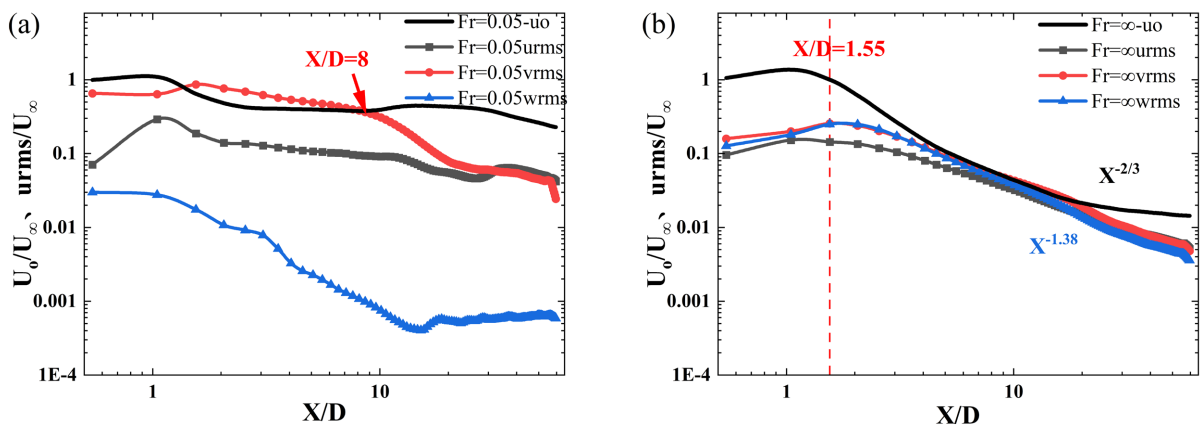 (a)
Fr=0.05-uo
Fr=0.05urms
Fr=0.05vrms
Fr=0.05wrms
X/D=8
1
0.1
0.01
0.001
1E-4
1
10
X/D
U₀/U∞、urms/U∞
(b)
Fr=∞-uo
Fr=∞urms
Fr=∞vrms
Fr=∞wrms
X/D=1.55
X^-2/3
X^-1.38
1
0.1
0.01
0.001
1E-4
1
10
X/D
U₀/U∞、urms/U∞